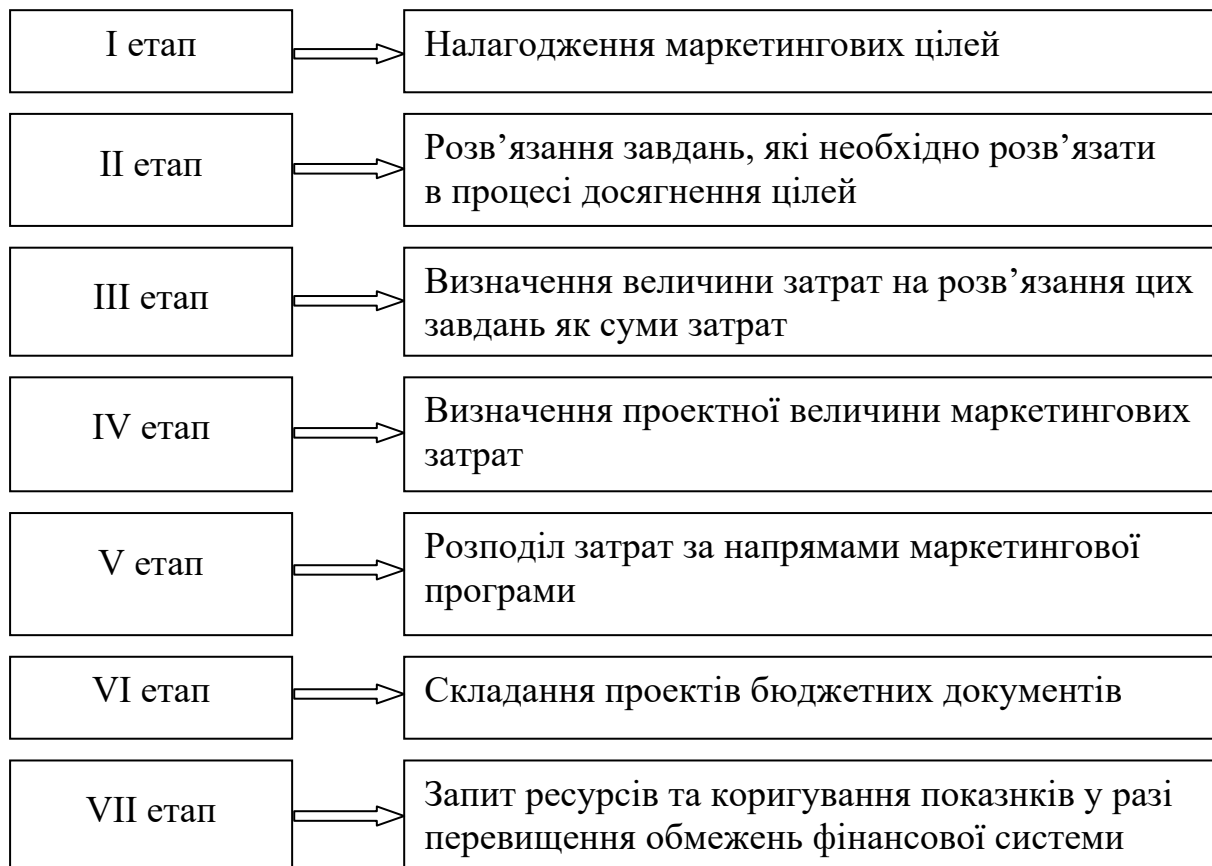 I етап
Налагодження маркетингових цілей
II етап
Розв’язання завдань, які необхідно розв’язати
в процесі досягнення цілей
III етап
Визначення величини затрат на розв’язання цих
завдань як суми затрат
IV етап
Визначення проектної величини маркетингових
затрат
V етап
Розподіл затрат за напрямами маркетингової
програми
VI етап
Складання проектів бюджетних документів
VII етап
Запит ресурсів та коригування показнків у разі
перевищення обмежень фінансової системи